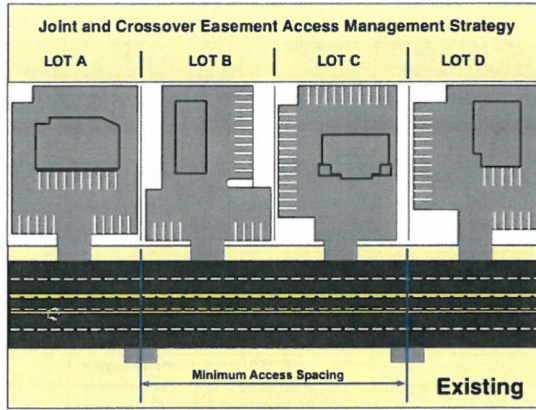 Joint and Crossover Easement Access Management Strategy
LOT A LOT B LOT C LOT D
Minimum Access Spacing
Existing